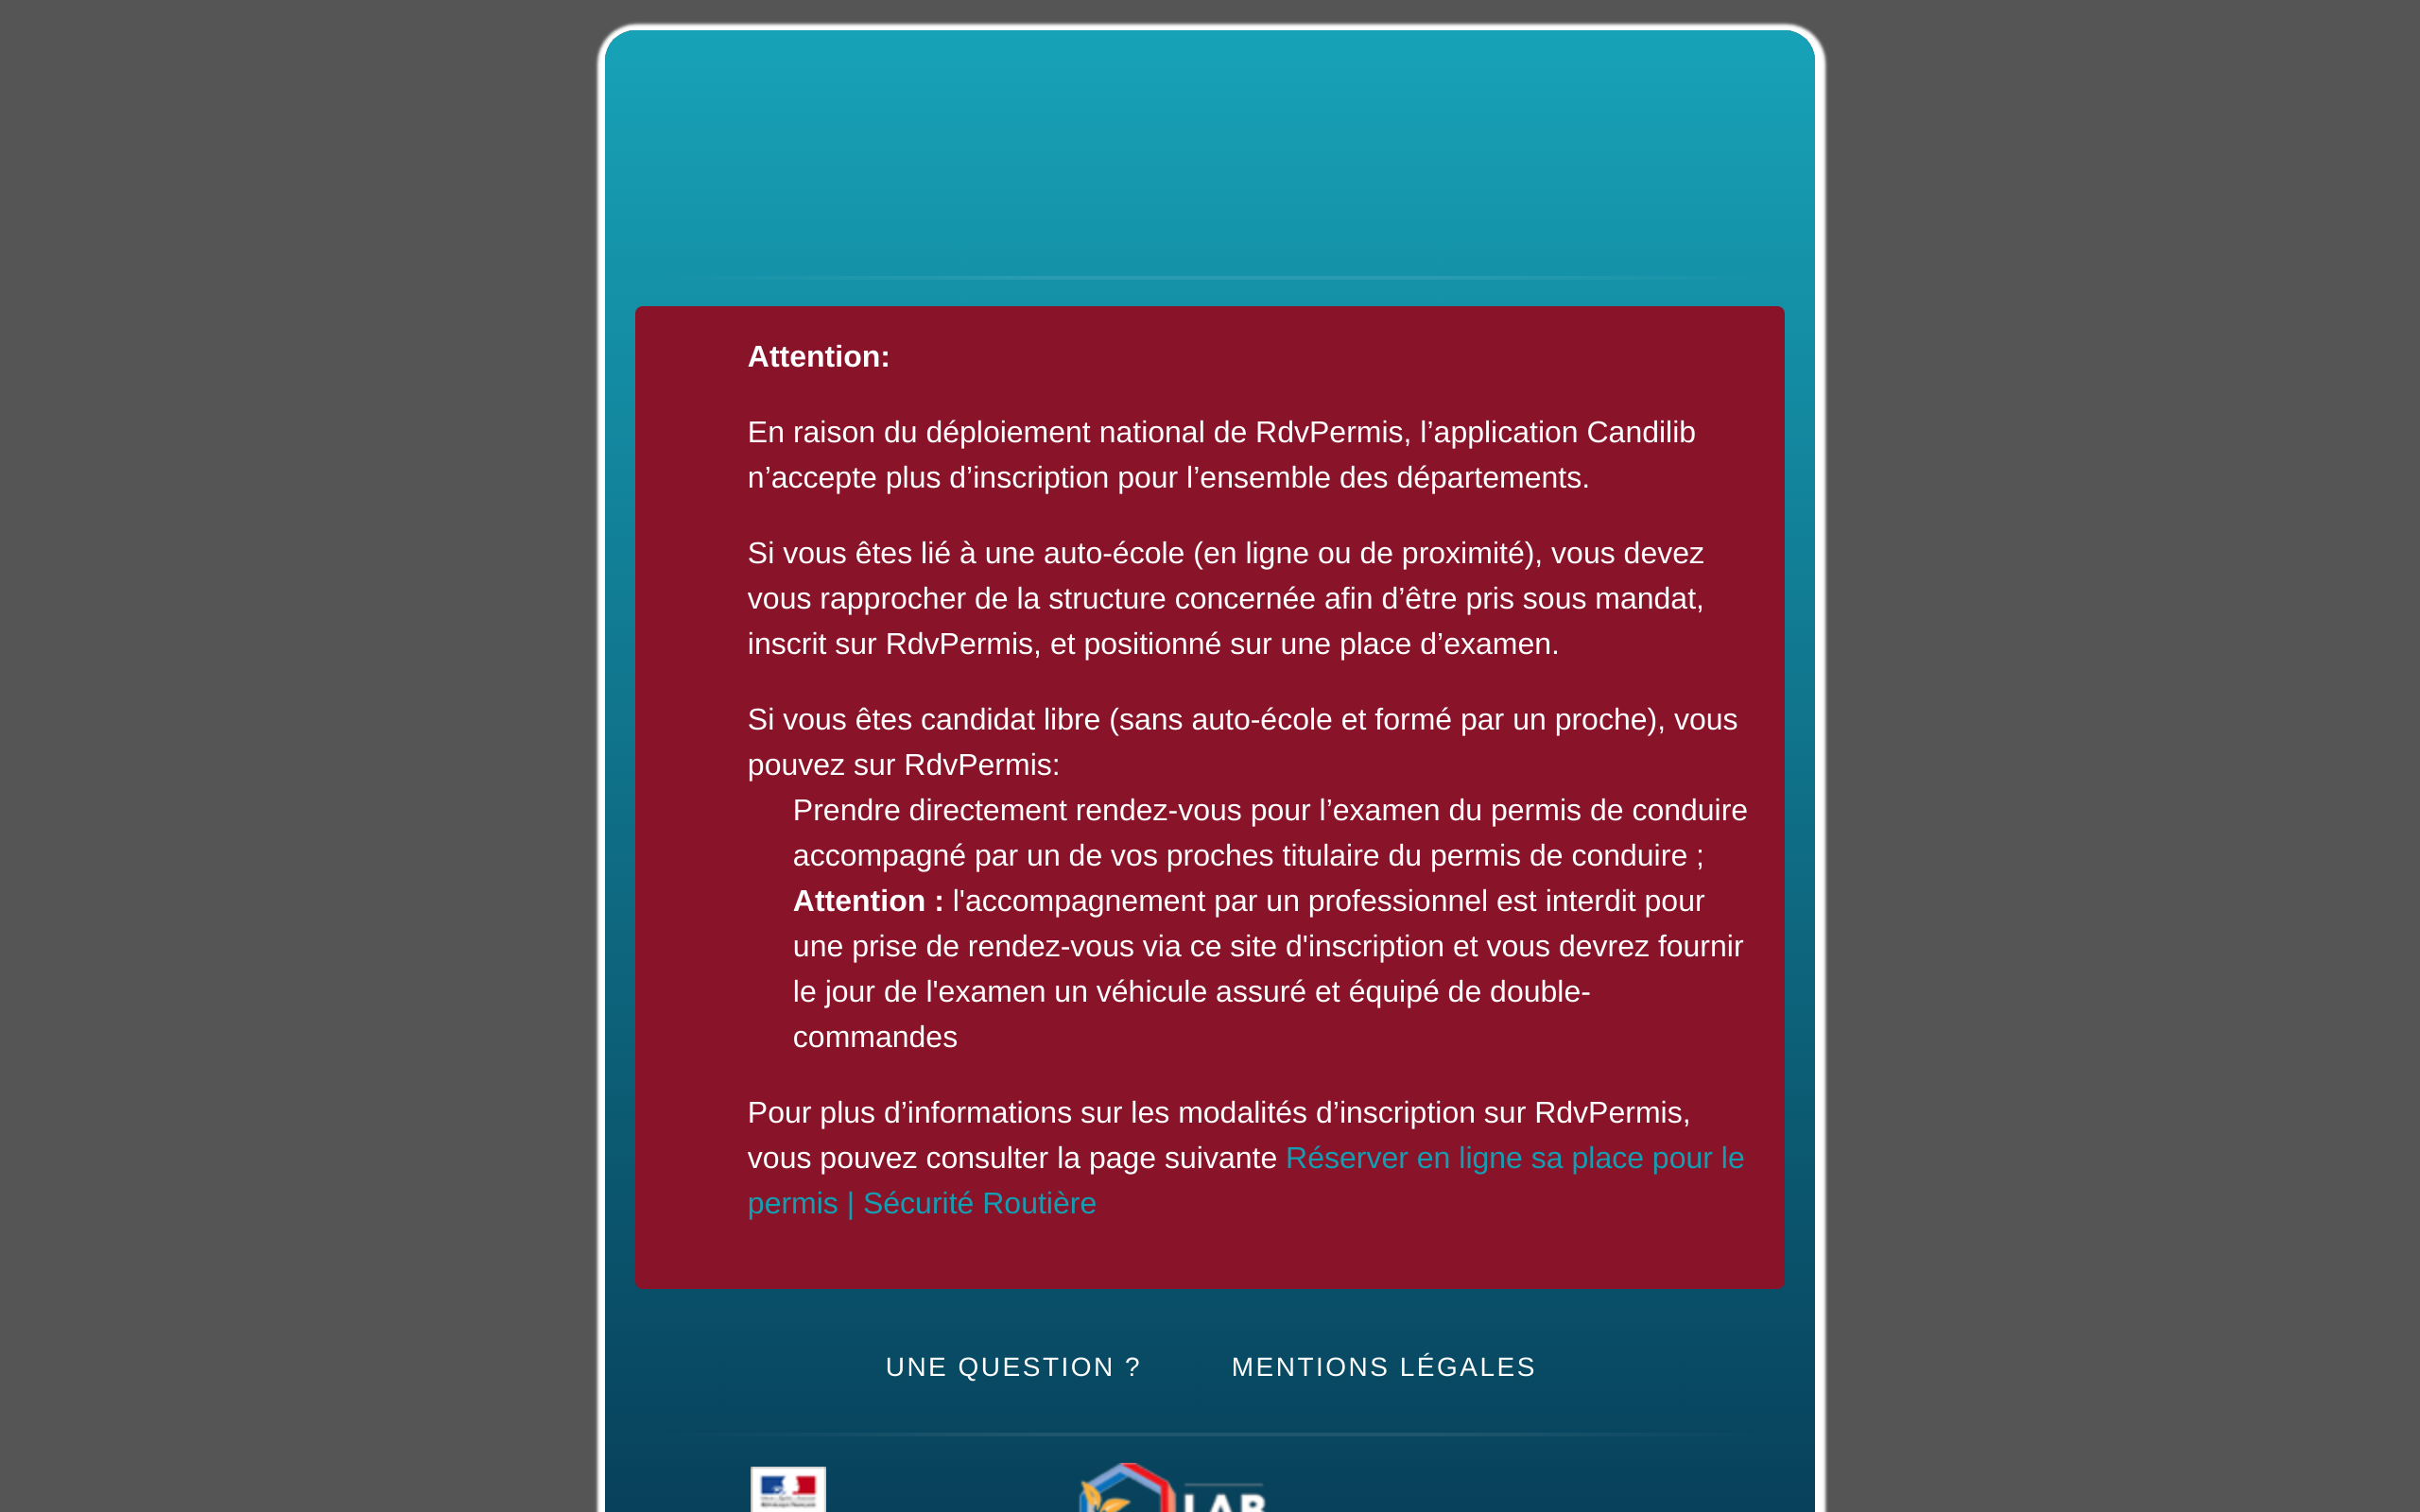 Attention:
En raison du déploiement national de RdvPermis, l’application Candilib
n’accepte plus d’inscription pour l’ensemble des départements.
Si vous êtes lié à une auto-école (en ligne ou de proximité), vous devez
vous rapprocher de la structure concernée afin d’être pris sous mandat,
inscrit sur RdvPermis, et positionné sur une place d’examen.
Si vous êtes candidat libre (sans auto-école et formé par un proche), vous
pouvez sur RdvPermis:
Prendre directement rendez-vous pour l’examen du permis de conduire
accompagné par un de vos proches titulaire du permis de conduire ;
Attention : l'accompagnement par un professionnel est interdit pour
une prise de rendez-vous via ce site d'inscription et vous devrez fournir
le jour de l'examen un véhicule assuré et équipé de double-
commandes
Pour plus d’informations sur les modalités d’inscription sur RdvPermis,
vous pouvez consulter la page suivante Réserver en ligne sa place pour le
permis | Sécurité Routière
UNE QUESTION ? MENTIONS LÉGALES
LAB